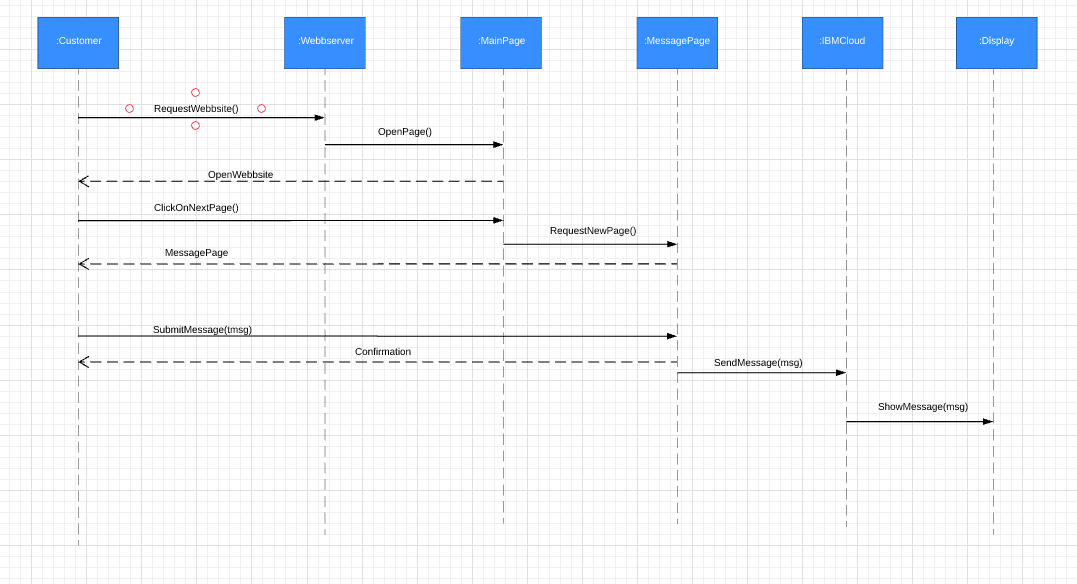 :Customer
:Webbserver
:MainPage
:MessagePage
:IBMCloud
:Display
RequestWebbsite()
OpenPage()
OpenWebbsite
ClickOnNextPage()
RequestNewPage()
MessagePage
SubmitMessage(tmsg)
Confirmation
SendMessage(msg)
ShowMessage(msg)